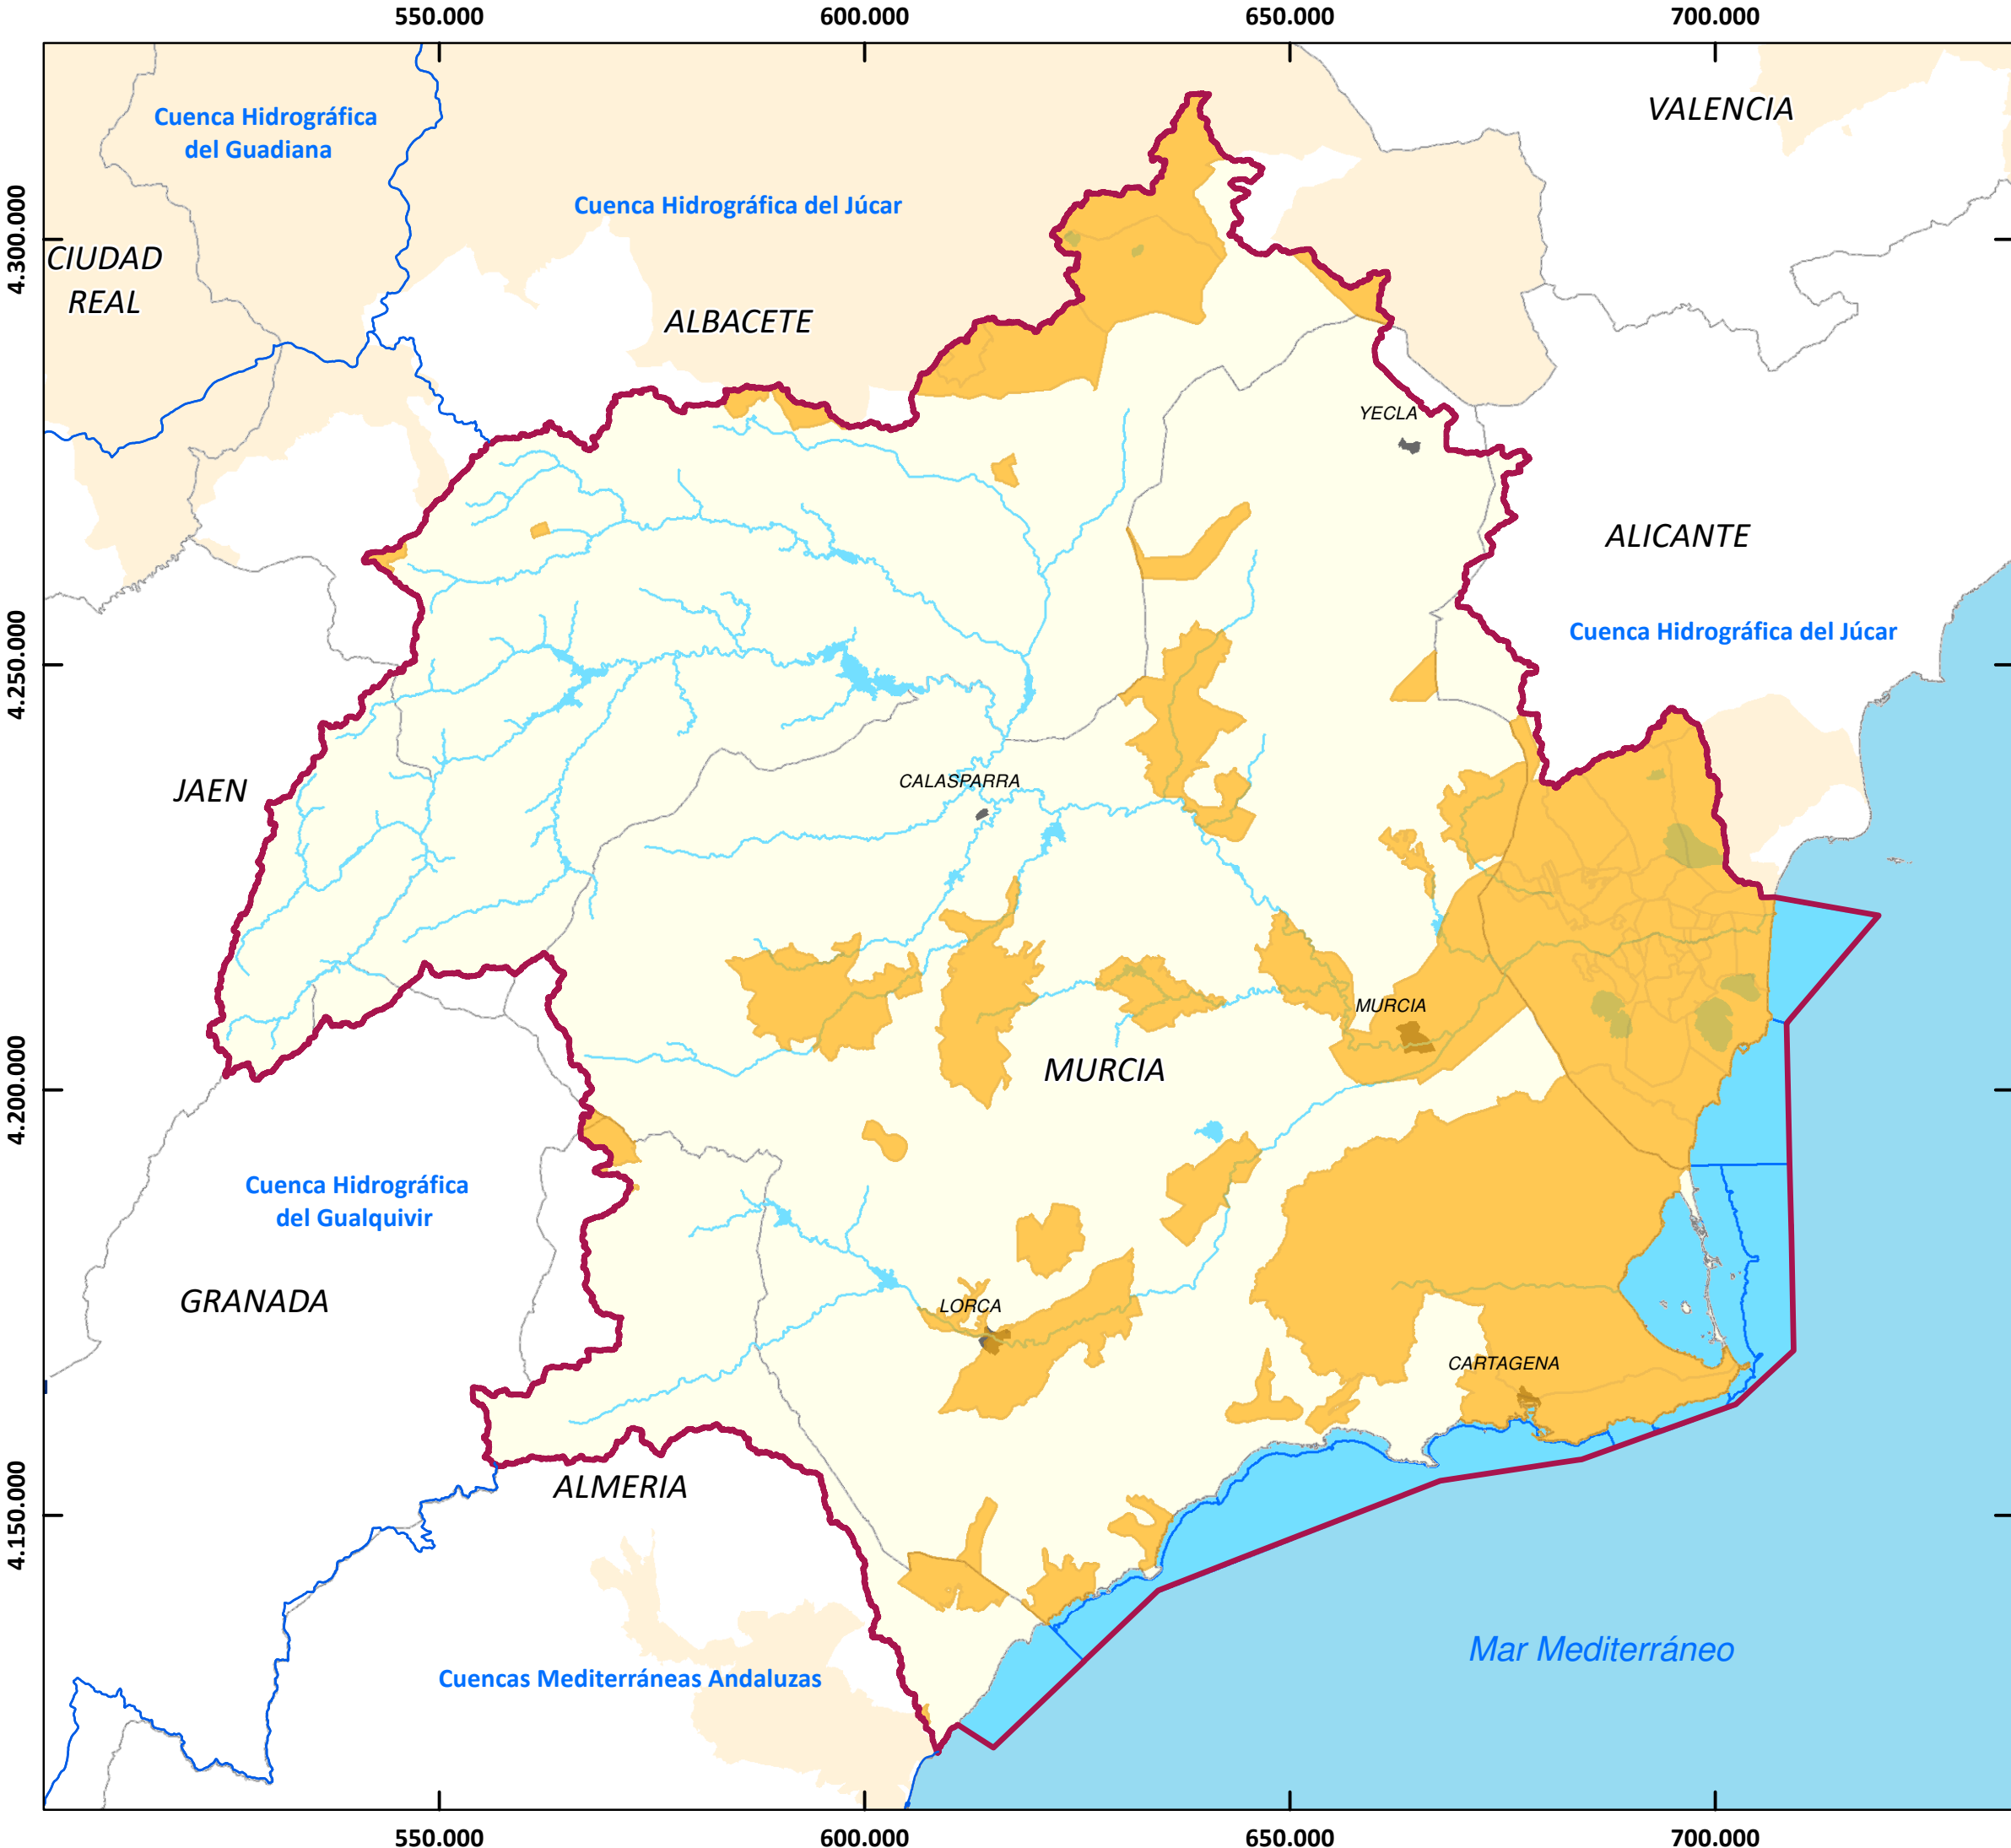 550.000
600.000
650.000
700.000
VALENCIA
Cuenca Hidrográfica
del Guadiana
Cuenca Hidrográfica del Júcar
4.300.000
CIUDAD
REAL
ALBACETE
YECLA
ALICANTE
Cuenca Hidrográfica del Júcar
4.250.000
JAEN
CALASPARRA
MURCIA
MURCIA
4.200.000
Cuenca Hidrográfica
del Gualquivir
GRANADA
LORCA
CARTAGENA
ALMERIA
4.150.000
Mar Mediterráneo
Cuencas Mediterráneas Andaluzas
550.000
600.000
650.000
700.000